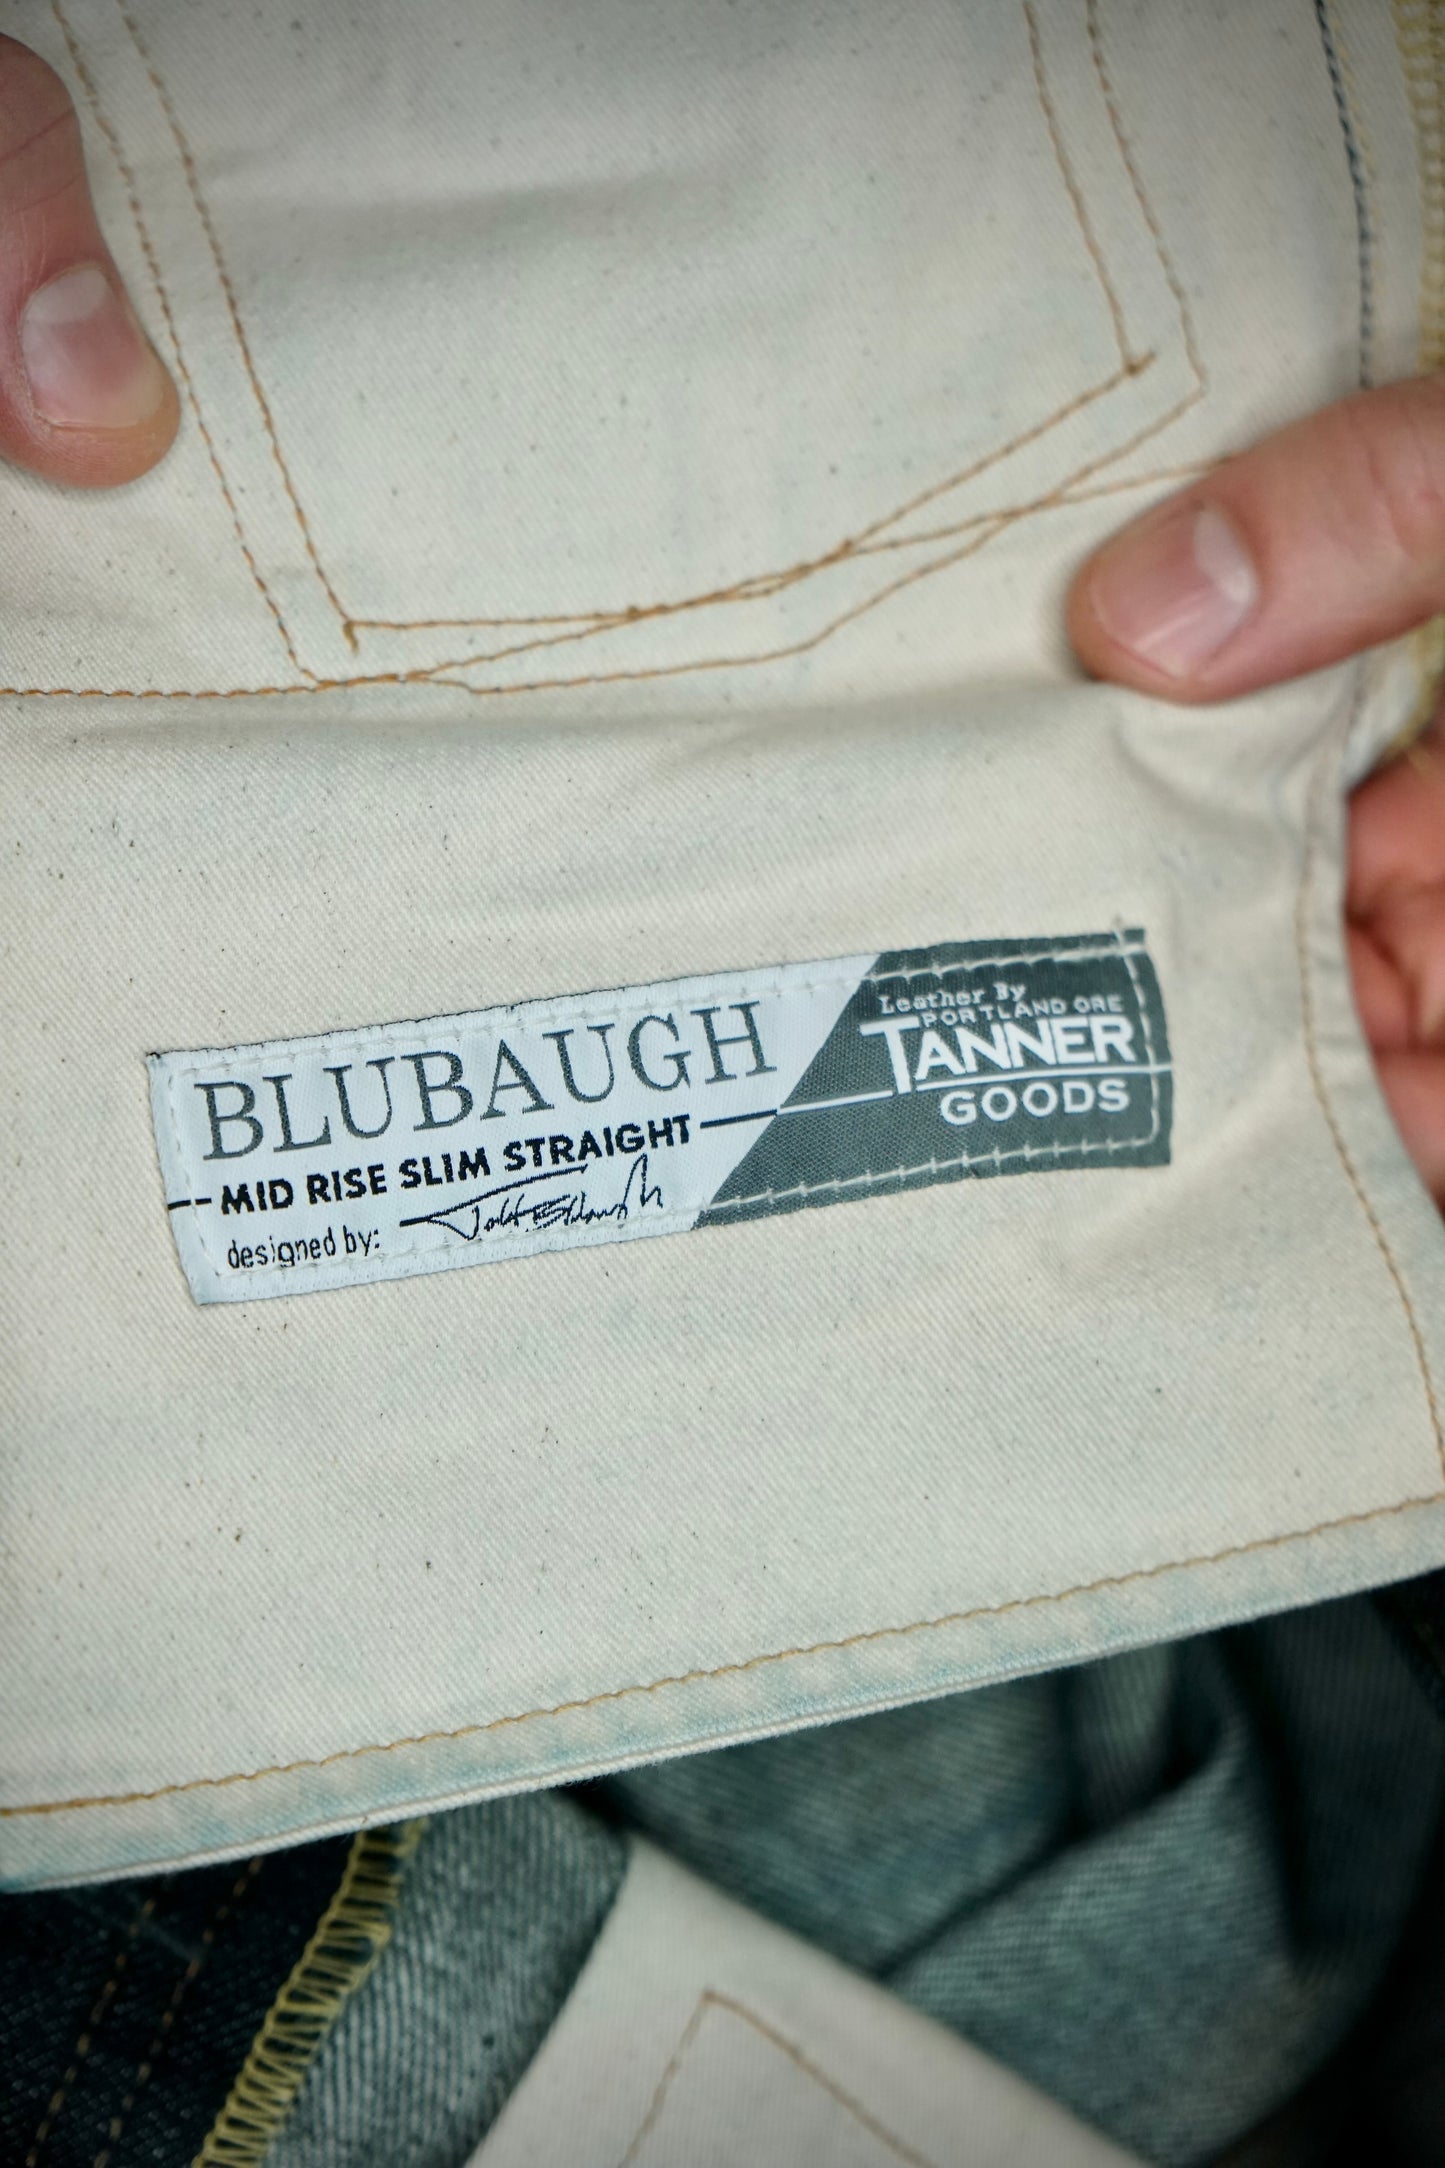 BLUBAUGH
MID RISE SLIM STRAIGHT
designed by:
Leather By
PORTLAND ORE
TANNER
GOODS